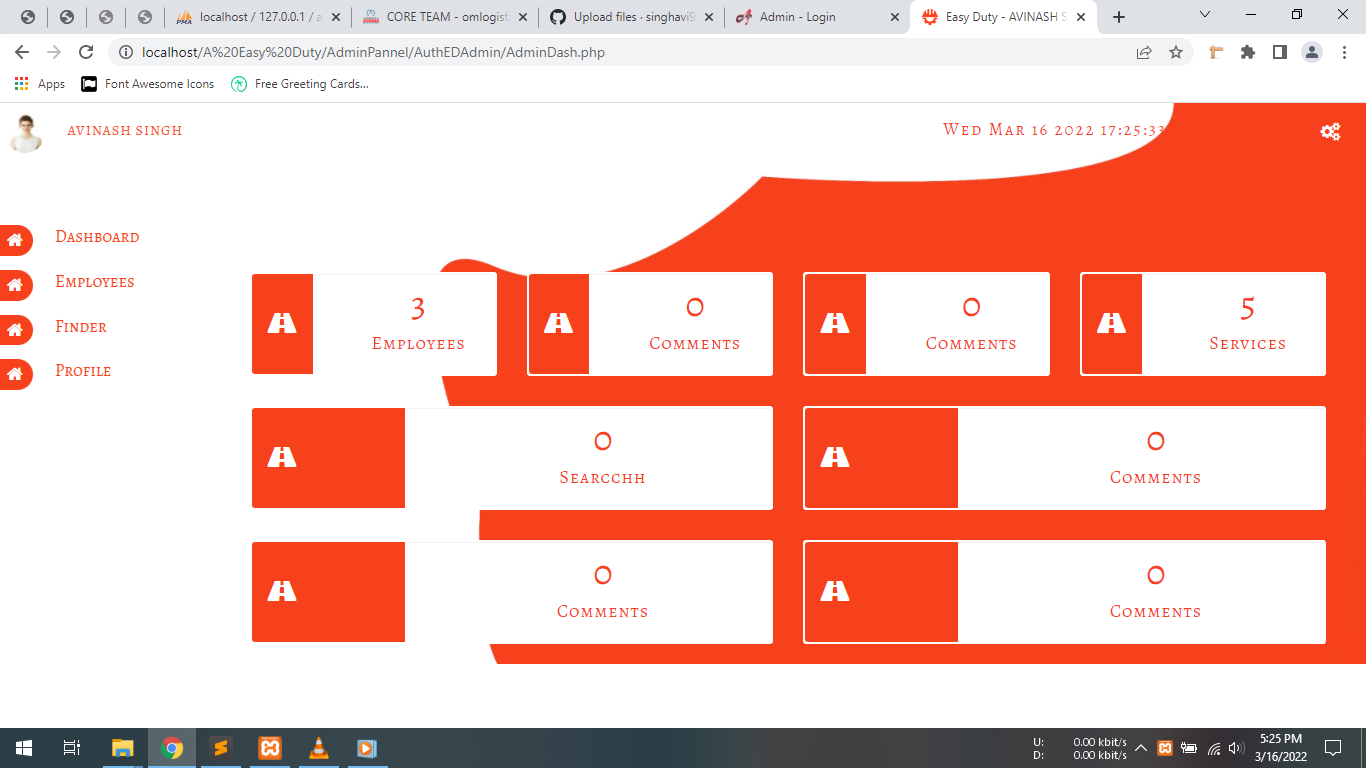 localhost / 127.0.0.1 / a
CORE TEAM - omlogist
Upload files · singhavi9
Admin - Login
Easy Duty - AVINASH S
localhost/A%20Easy%20Duty/AdminPannel/AuthEDAdmin/AdminDash.php
Apps
Font Awesome Icons
Free Greeting Cards...
AVINASH SINGH
Wed Mar 16 2022 17:25:33
Dashboard
Employees
Finder
Profile
3
Employees
0
Comments
0
Comments
5
Services
0
Searcchh
0
Comments
0
Comments
0
Comments
U: 0.00 kbit/s
D: 0.00 kbit/s
5:25 PM
3/16/2022